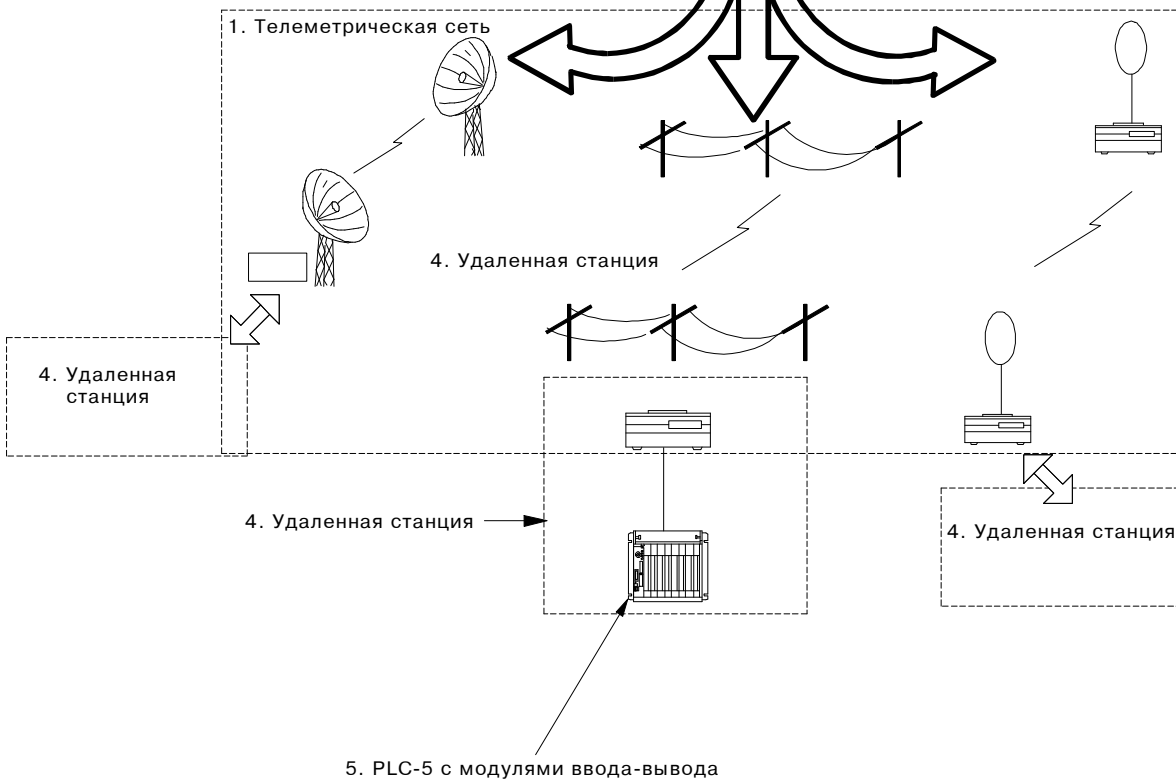 1. Телеметрическая сеть
4. Удаленная станция
4. Удаленная
станция
4. Удаленная станция
4. Удаленная станция
5. PLC-5 с модулями ввода-вывода